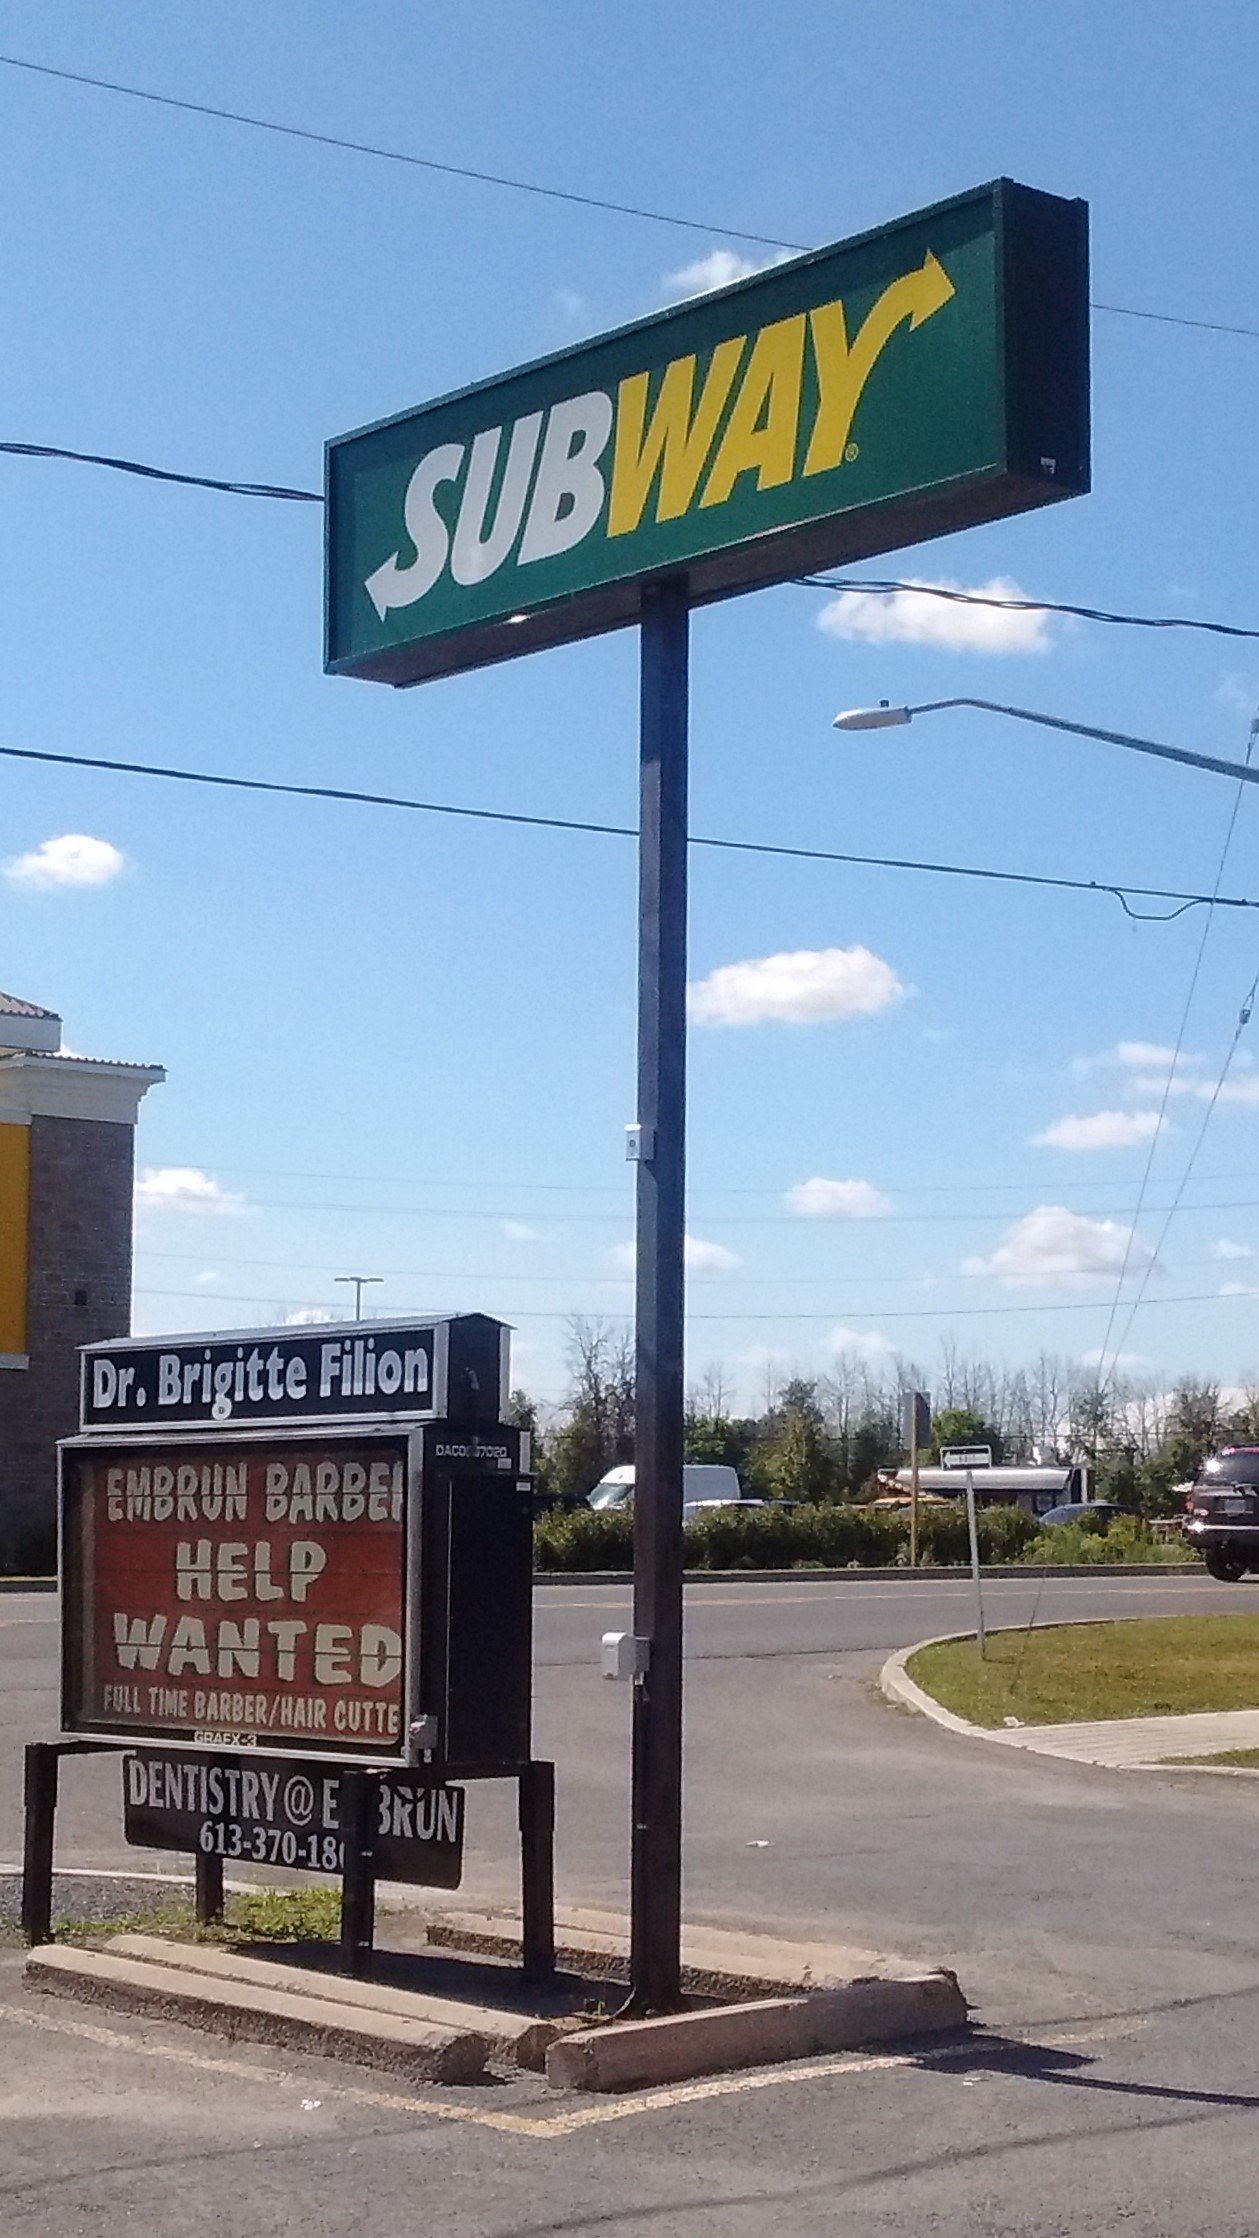 SUBWAY
Dr. Brigitte Filion
EMBRUN BARBE
HELP
WANTED
FULL TIME BARBER/HAIR CUTTE
GRAFX-3
DENTISTRY@E BRUN
613-370-18